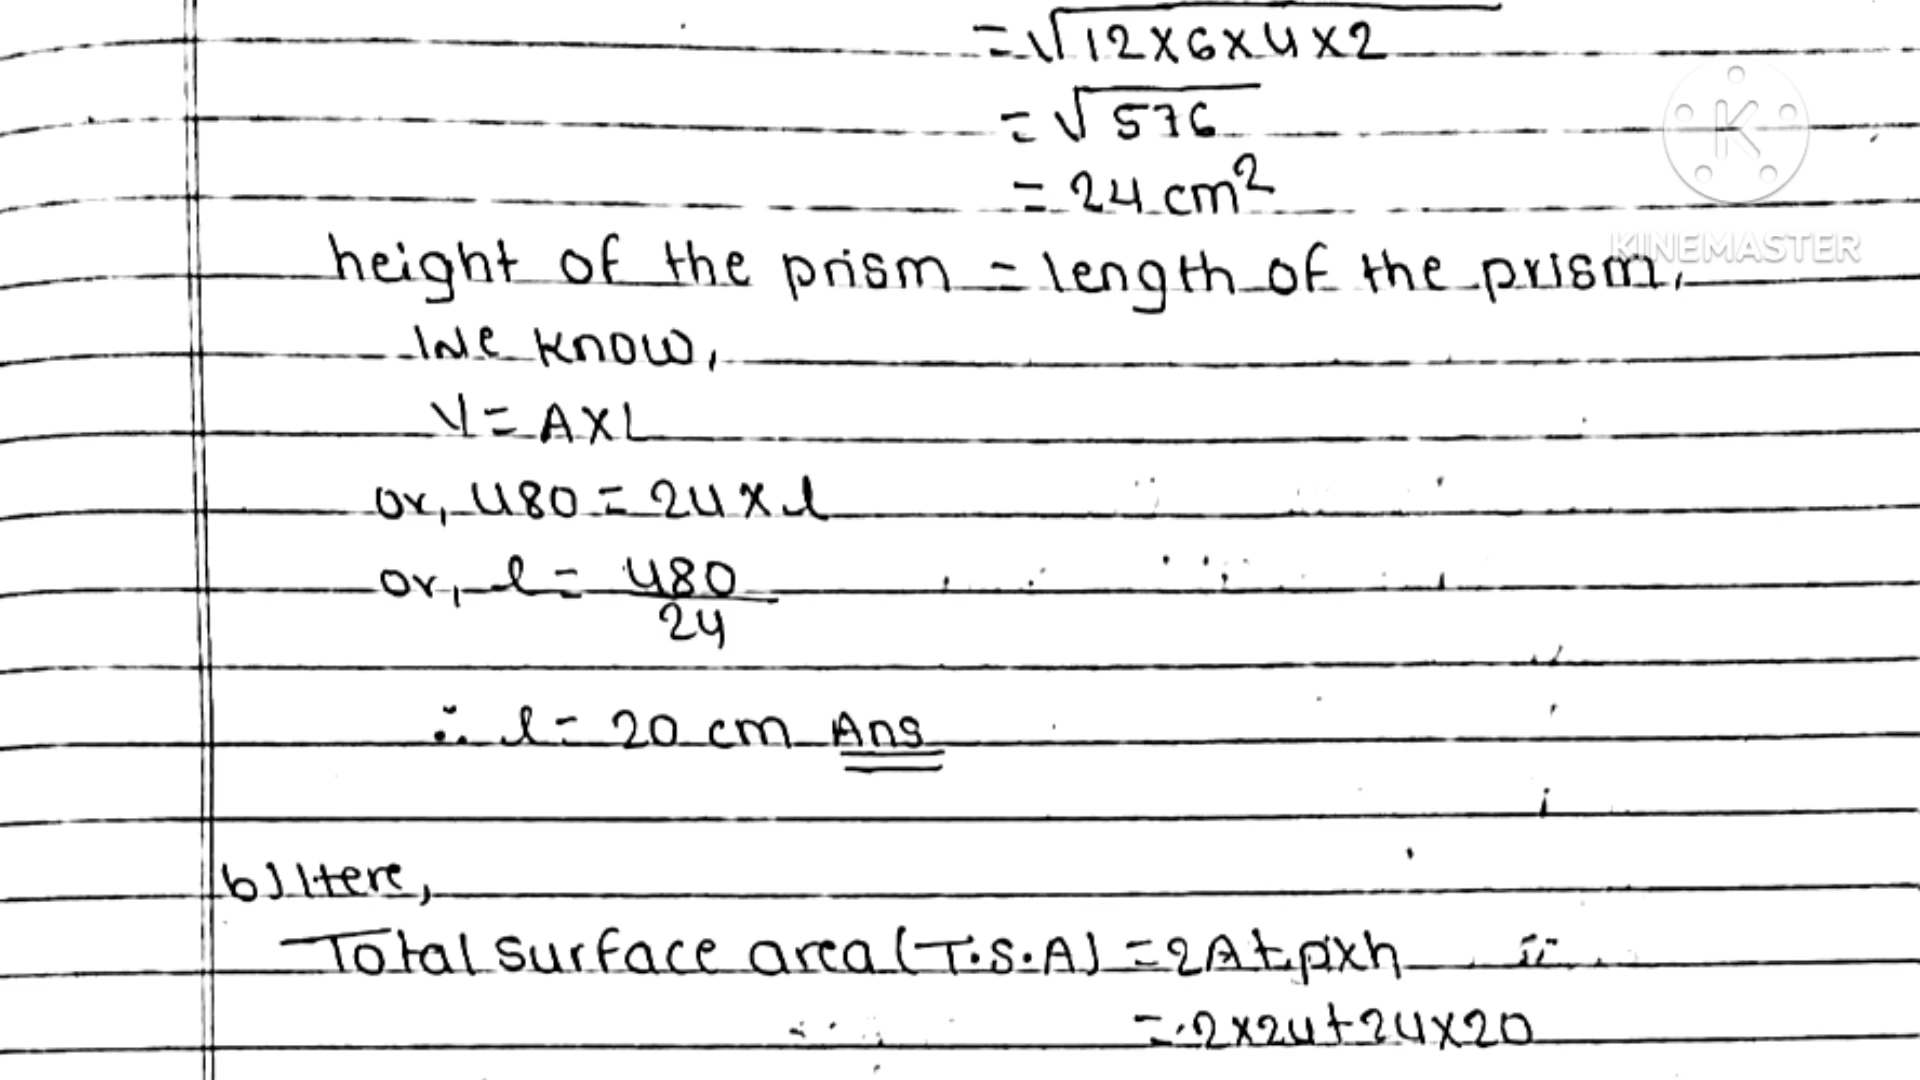 =√12×6×4×2
=√576
= 24 cm²
KINEMASTER
height of the prism = length of the prism,
We know,
V = A×L
or, 480 = 24×l
or, l = 480/24
∴ l = 20 cm Ans
b) Here,
Total surface area (T.S.A) = 2A+p×h
= 2×24+24×20